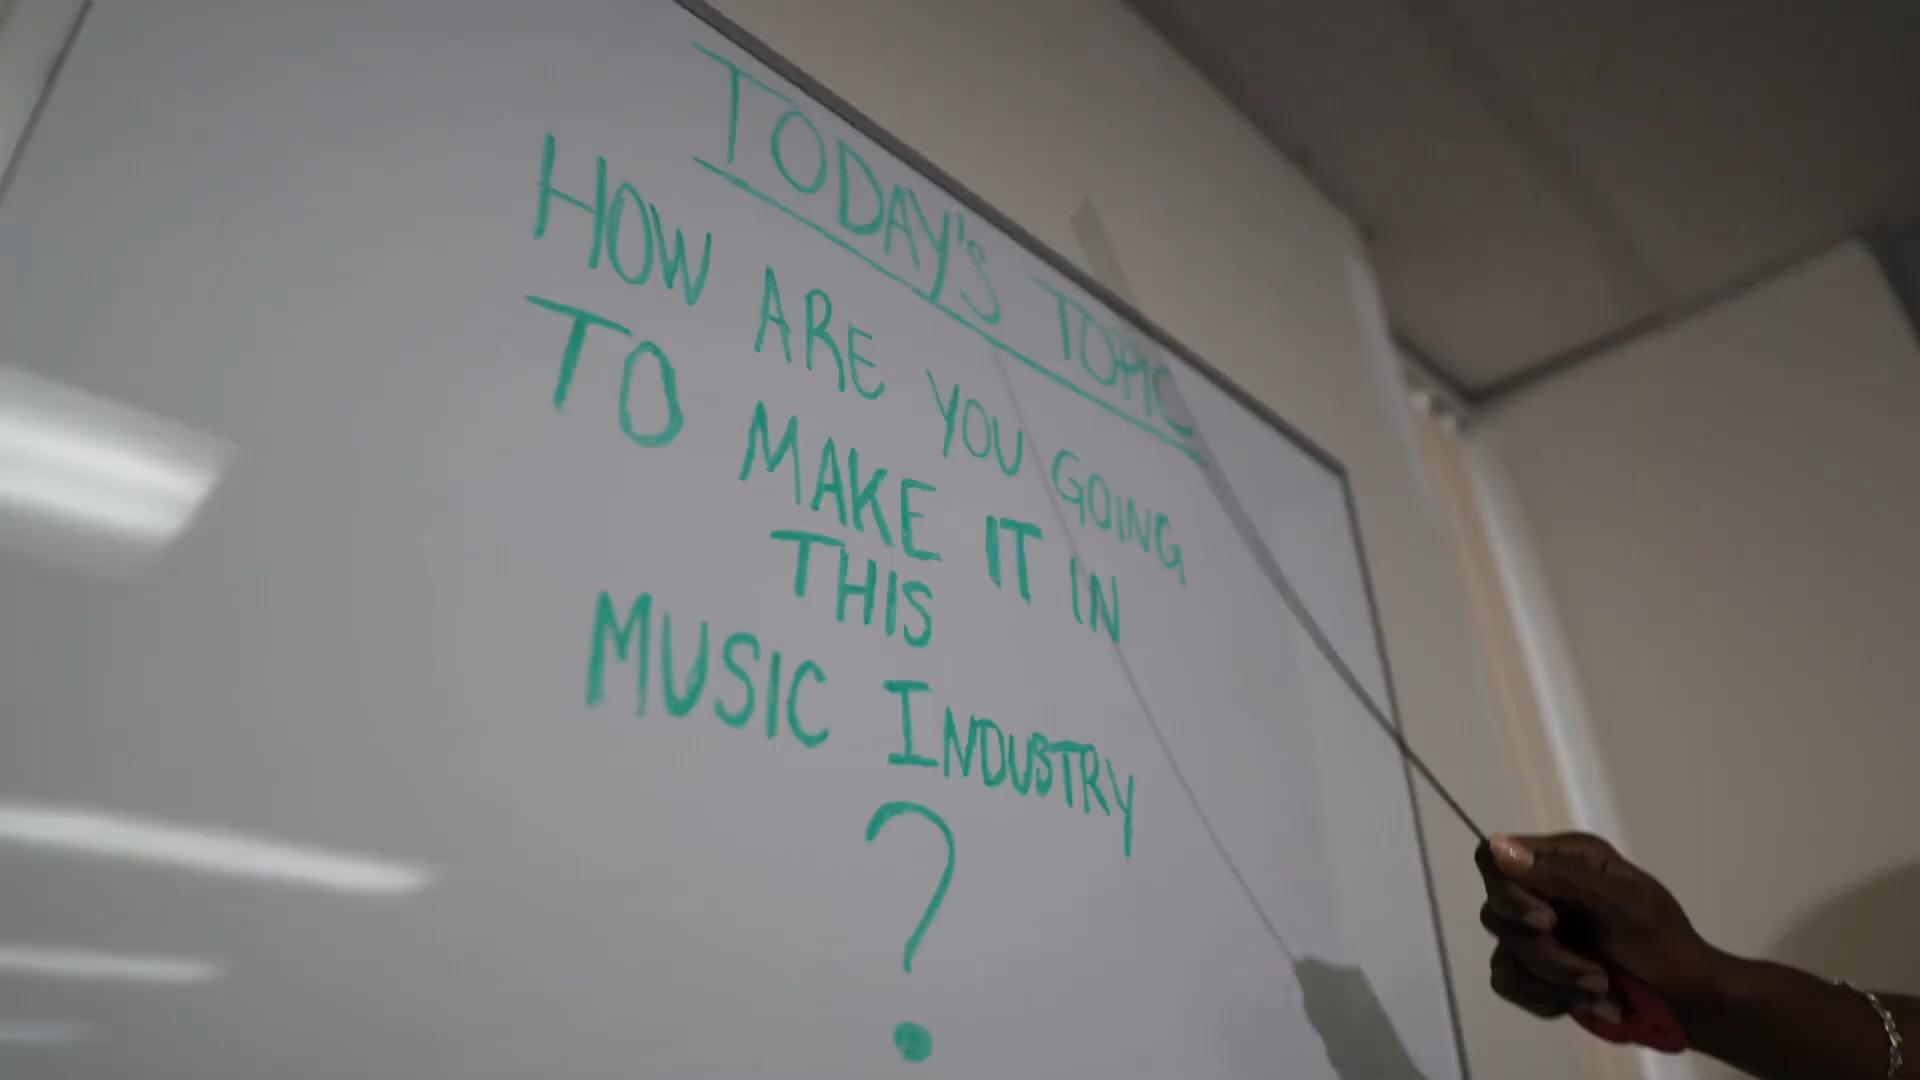 TODAY'S TOPIC
HOW ARE YOU GOING
TO MAKE IT IN
THIS
MUSIC INDUSTRY
?